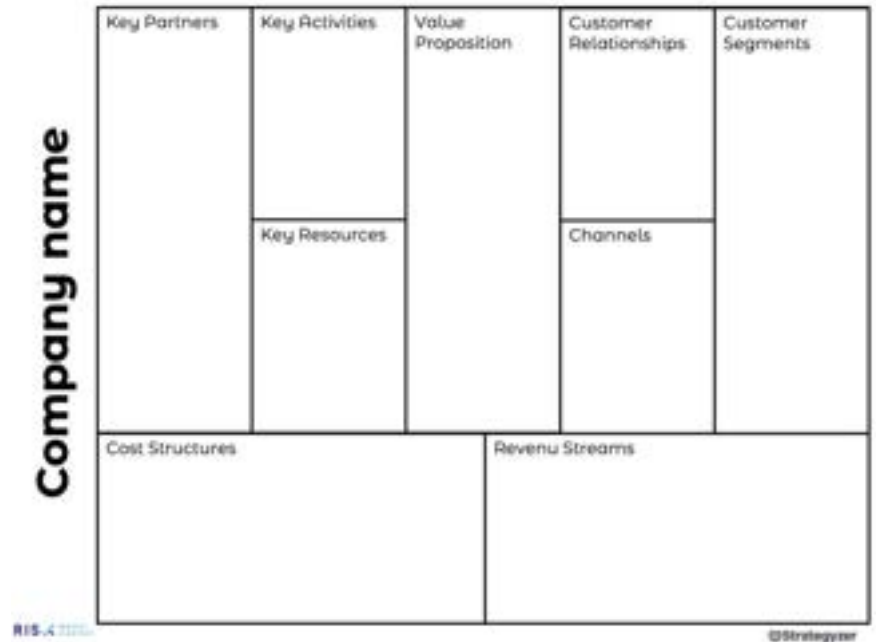 Company name
Key Partners
Key Activities
Value
Proposition
Customer
Relationships
Customer
Segments
Key Resources
Channels
Cost Structures
Revenu Streams
RIS
©Strategyzer